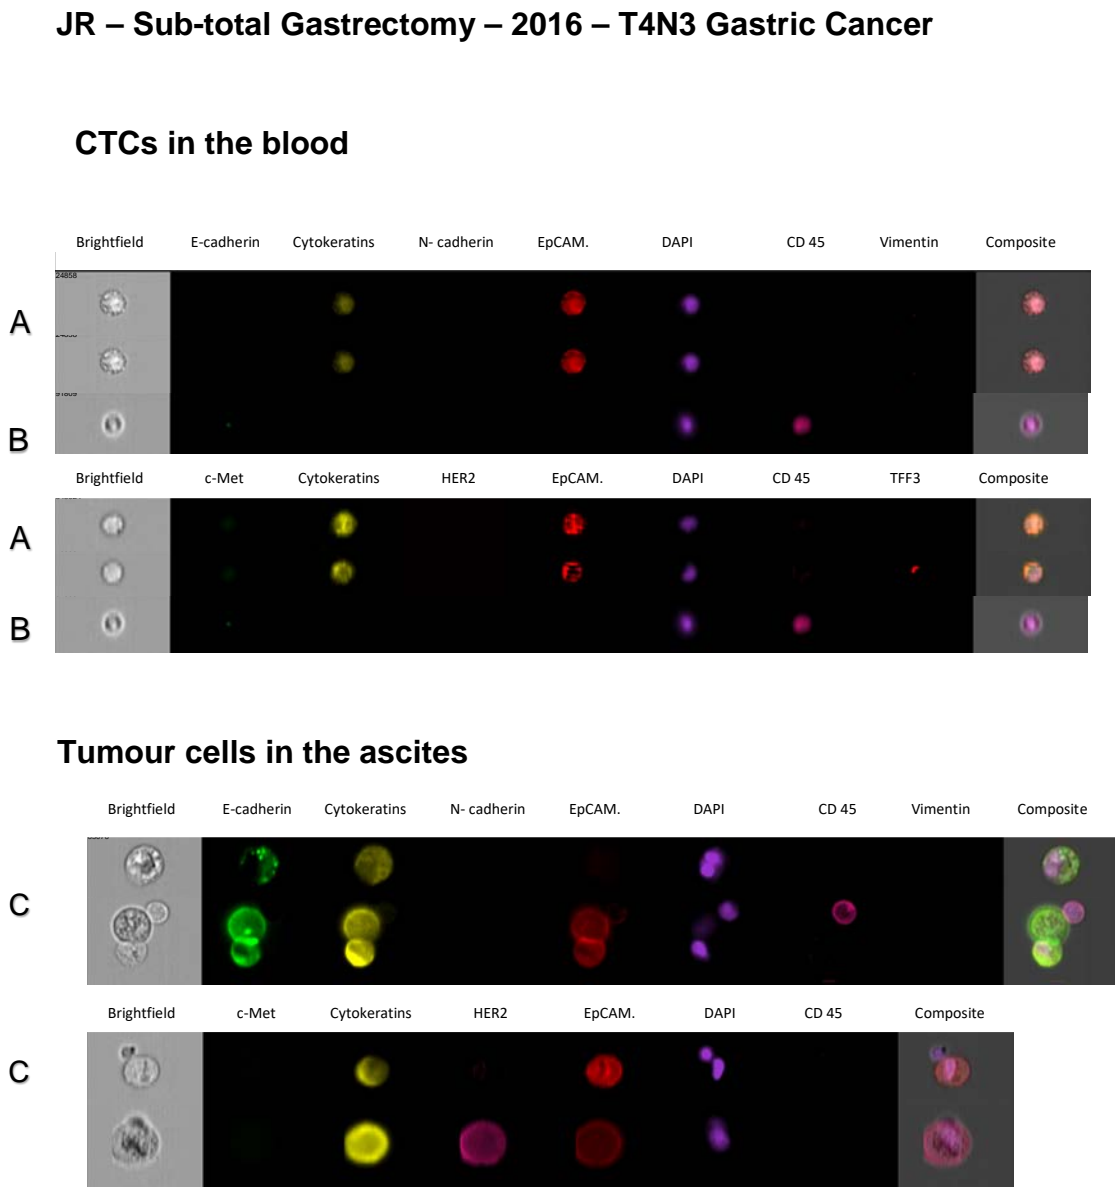 JR – Sub-total Gastrectomy – 2016 – T4N3 Gastric Cancer
CTCs in the blood
Brightfield E-cadherin Cytokeratins N- cadherin EpCAM. DAPI CD 45 Vimentin Composite
24858
A
B
Brightfield c-Met Cytokeratins HER2 EpCAM. DAPI CD 45 TFF3 Composite
A
B
Tumour cells in the ascites
Brightfield E-cadherin Cytokeratins N- cadherin EpCAM. DAPI CD 45 Vimentin Composite
C
Brightfield c-Met Cytokeratins HER2 EpCAM. DAPI CD 45 Composite
C